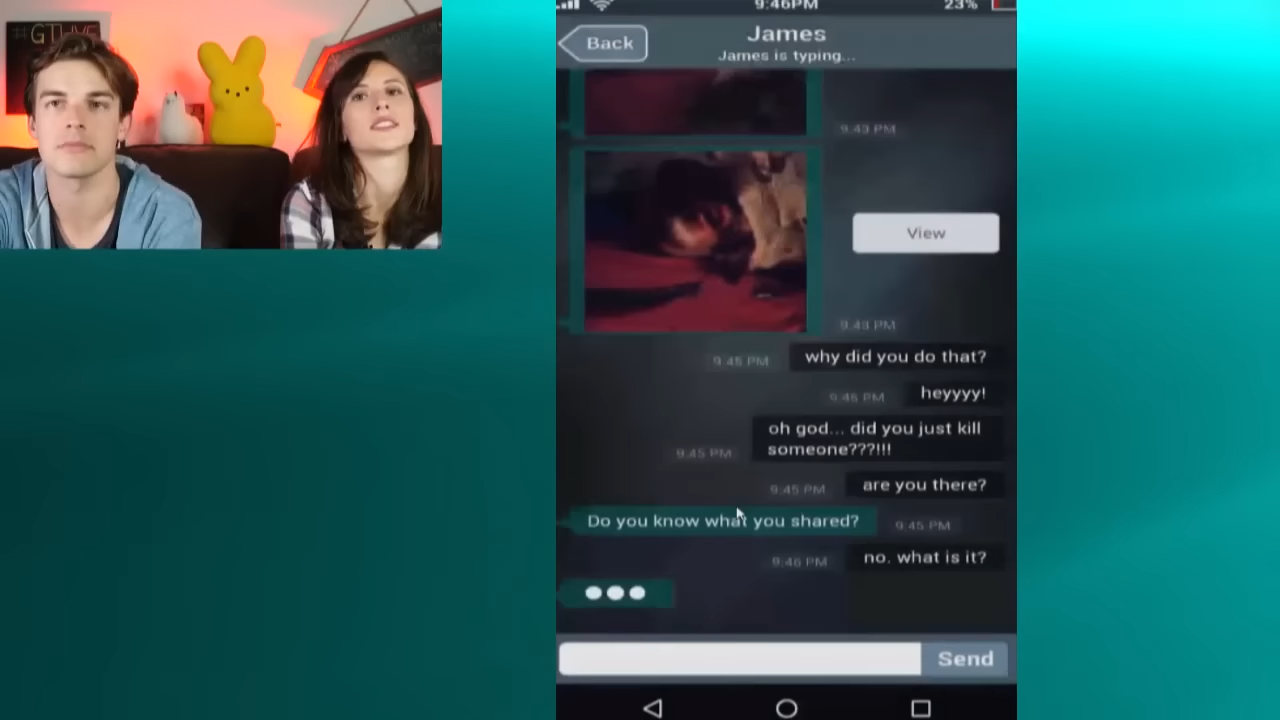 #GTLIVE
9:46PM
23%
Back
James
James is typing...
9:43 PM
View
9:43 PM
why did you do that?
9:45 PM
heyyyy!
9:45 PM
oh god... did you just kill
someone???!!!
9:45 PM
are you there?
9:45 PM
Do you know what you shared?
9:45 PM
no. what is it?
9:46 PM
Send